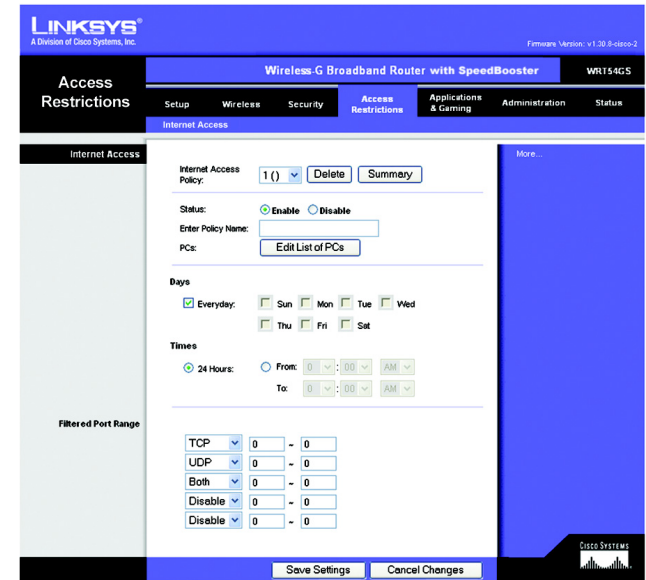 LINKSYS®
A Division of Cisco Systems, Inc.
Firmware Version: v1.30.8-cisco-2
Wireless-G Broadband Router with SpeedBooster WRT54GS
Access Restrictions
Setup Wireless Security Access Restrictions Applications & Gaming Administration Status
Internet Access
Internet Access
More...
Internet Access Policy: 1 () Delete Summary
Status: Enable Disable
Enter Policy Name:
PCs: Edit List of PCs
Days
Everyday: Sun Mon Tue Wed
Thu Fri Sat
Times
24 Hours: From: 0 : 00 AM
To: 0 : 00 AM
Filtered Port Range
TCP 0 ~ 0
UDP 0 ~ 0
Both 0 ~ 0
Disable 0 ~ 0
Disable 0 ~ 0
CISCO SYSTEMS
Save Settings Cancel Changes